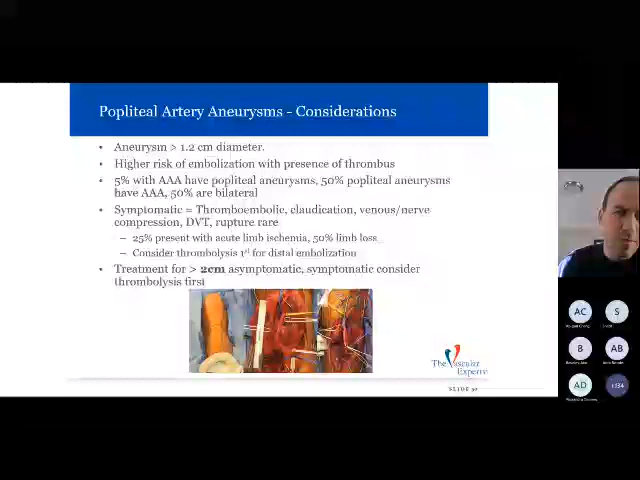 Popliteal Artery Aneurysms - Considerations
• Aneurysm > 1.2 cm diameter.
• Higher risk of embolization with presence of thrombus
• 5% with AAA have popliteal aneurysms, 50% popliteal aneurysms
have AAA, 50% are bilateral
• Symptomatic = Thromboembolic, claudication, venous/nerve
compression, DVT, rupture rare
– 25% present with acute limb ischemia, 50% limb loss
– Consider thrombolysis 1st for distal embolization
• Treatment for > 2cm asymptomatic, symptomatic consider
thrombolysis first
The Vascular
Experts
SLIDE
AC
S
B
AB
AD
+134